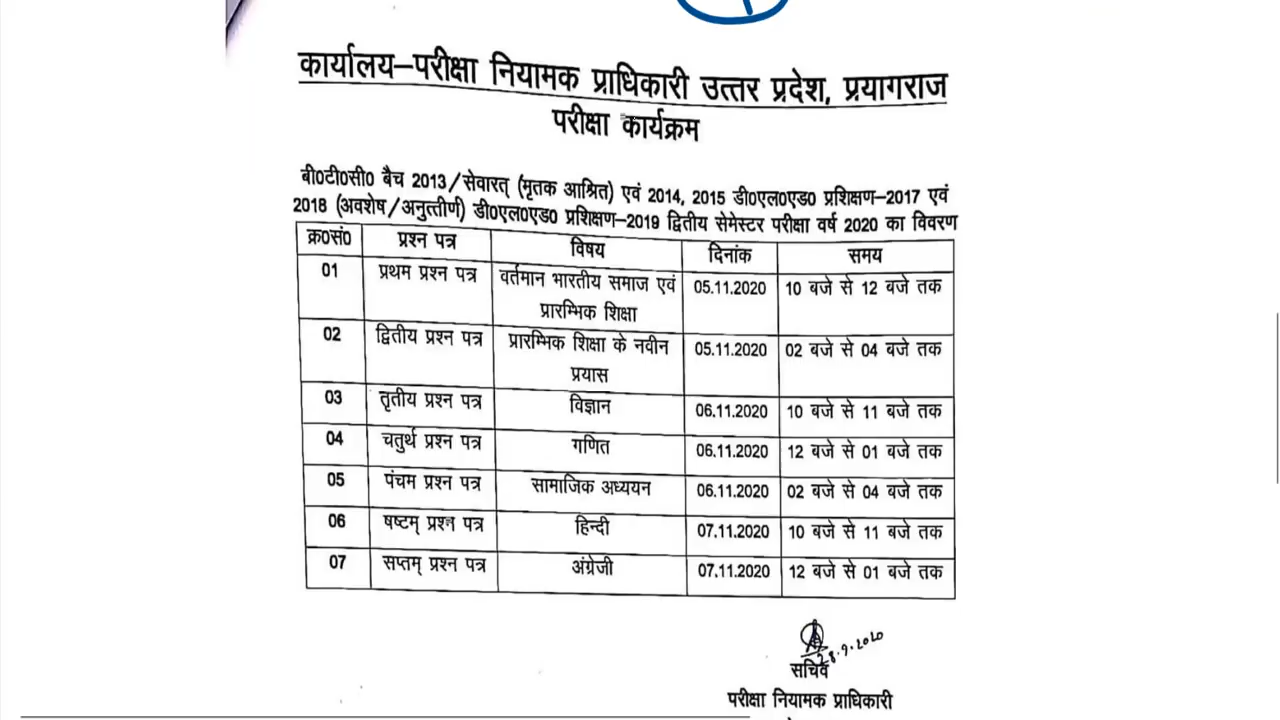 कार्यालय–परीक्षा नियामक प्राधिकारी उत्तर प्रदेश, प्रयागराज
परीक्षा कार्यक्रम
बी0टी0सी0 बैच 2013/सेवारत् (मृतक आश्रित) एवं 2014, 2015 डी0एल0एड0 प्रशिक्षण–2017 एवं
2018 (अवशेष/अनुत्तीर्ण) डी0एल0एड0 प्रशिक्षण–2019 द्वितीय सेमेस्टर परीक्षा वर्ष 2020 का विवरण
क्र0सं0 प्रश्न पत्र विषय दिनांक समय
01 प्रथम प्रश्न पत्र वर्तमान भारतीय समाज एवं 05.11.2020 10 बजे से 12 बजे तक
प्रारम्भिक शिक्षा
02 द्वितीय प्रश्न पत्र प्रारम्भिक शिक्षा के नवीन 05.11.2020 02 बजे से 04 बजे तक
प्रयास
03 तृतीय प्रश्न पत्र विज्ञान 06.11.2020 10 बजे से 11 बजे तक
04 चतुर्थ प्रश्न पत्र गणित 06.11.2020 12 बजे से 01 बजे तक
05 पंचम प्रश्न पत्र सामाजिक अध्ययन 06.11.2020 02 बजे से 04 बजे तक
06 षष्टम् प्रश्न पत्र हिन्दी 07.11.2020 10 बजे से 11 बजे तक
07 सप्तम् प्रश्न पत्र अंग्रेजी 07.11.2020 12 बजे से 01 बजे तक
28.9.2020
सचिव
परीक्षा नियामक प्राधिकारी